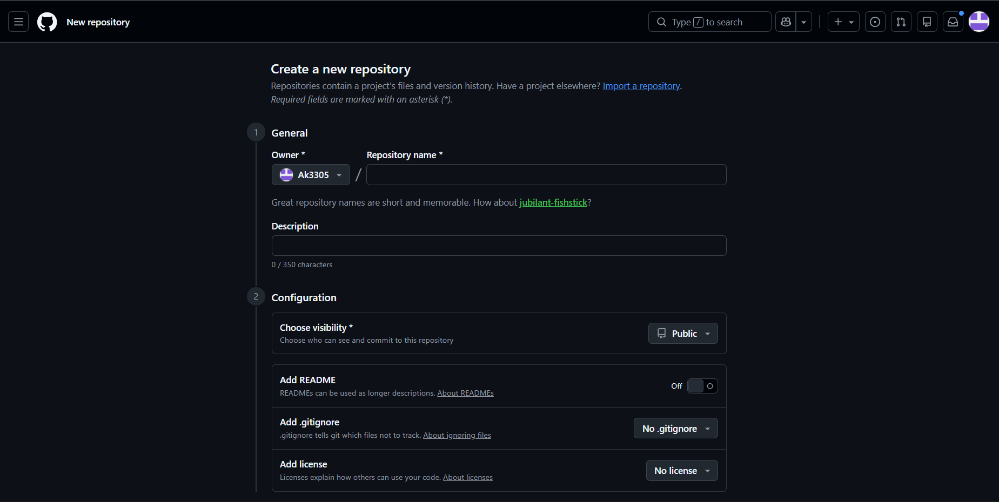 New repository
Type / to search
Create a new repository
Repositories contain a project's files and version history. Have a project elsewhere? Import a repository.
Required fields are marked with an asterisk (*).
1 General
Owner * Repository name *
Ak3305 /
Great repository names are short and memorable. How about jubilant-fishstick?
Description
0 / 350 characters
2 Configuration
Choose visibility *
Choose who can see and commit to this repository
Public
Add README
READMEs can be used as longer descriptions. About READMEs
Off
Add .gitignore
.gitignore tells git which files not to track. About ignoring files
No .gitignore
Add license
Licenses explain how others can use your code. About licenses
No license